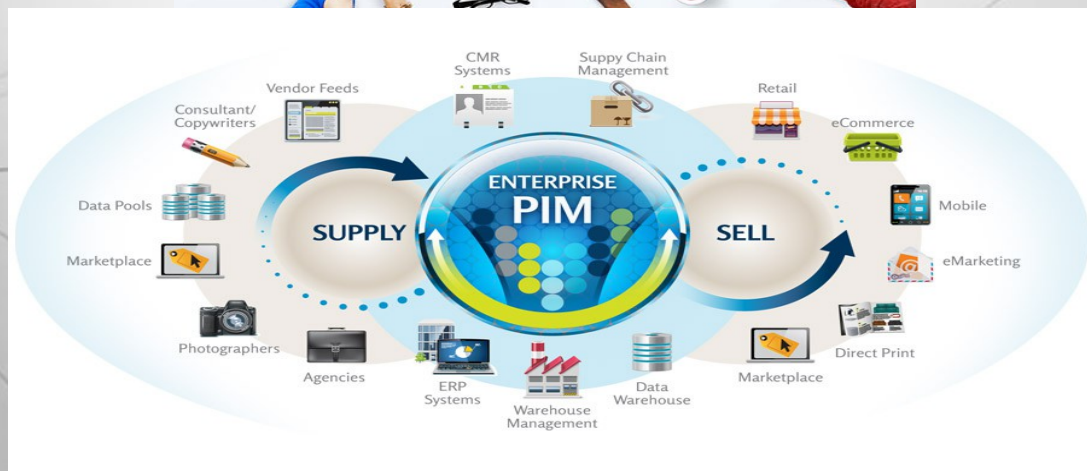 CMR
Systems
Suppy Chain
Management
Vendor Feeds
Retail
Consultant/
Copywriters
eCommerce
ENTERPRISE
PIM
Data Pools
Mobile
SUPPLY
SELL
Marketplace
eMarketing
Photographers
Direct Print
Agencies
ERP
Systems
Warehouse
Management
Data
Warehouse
Marketplace